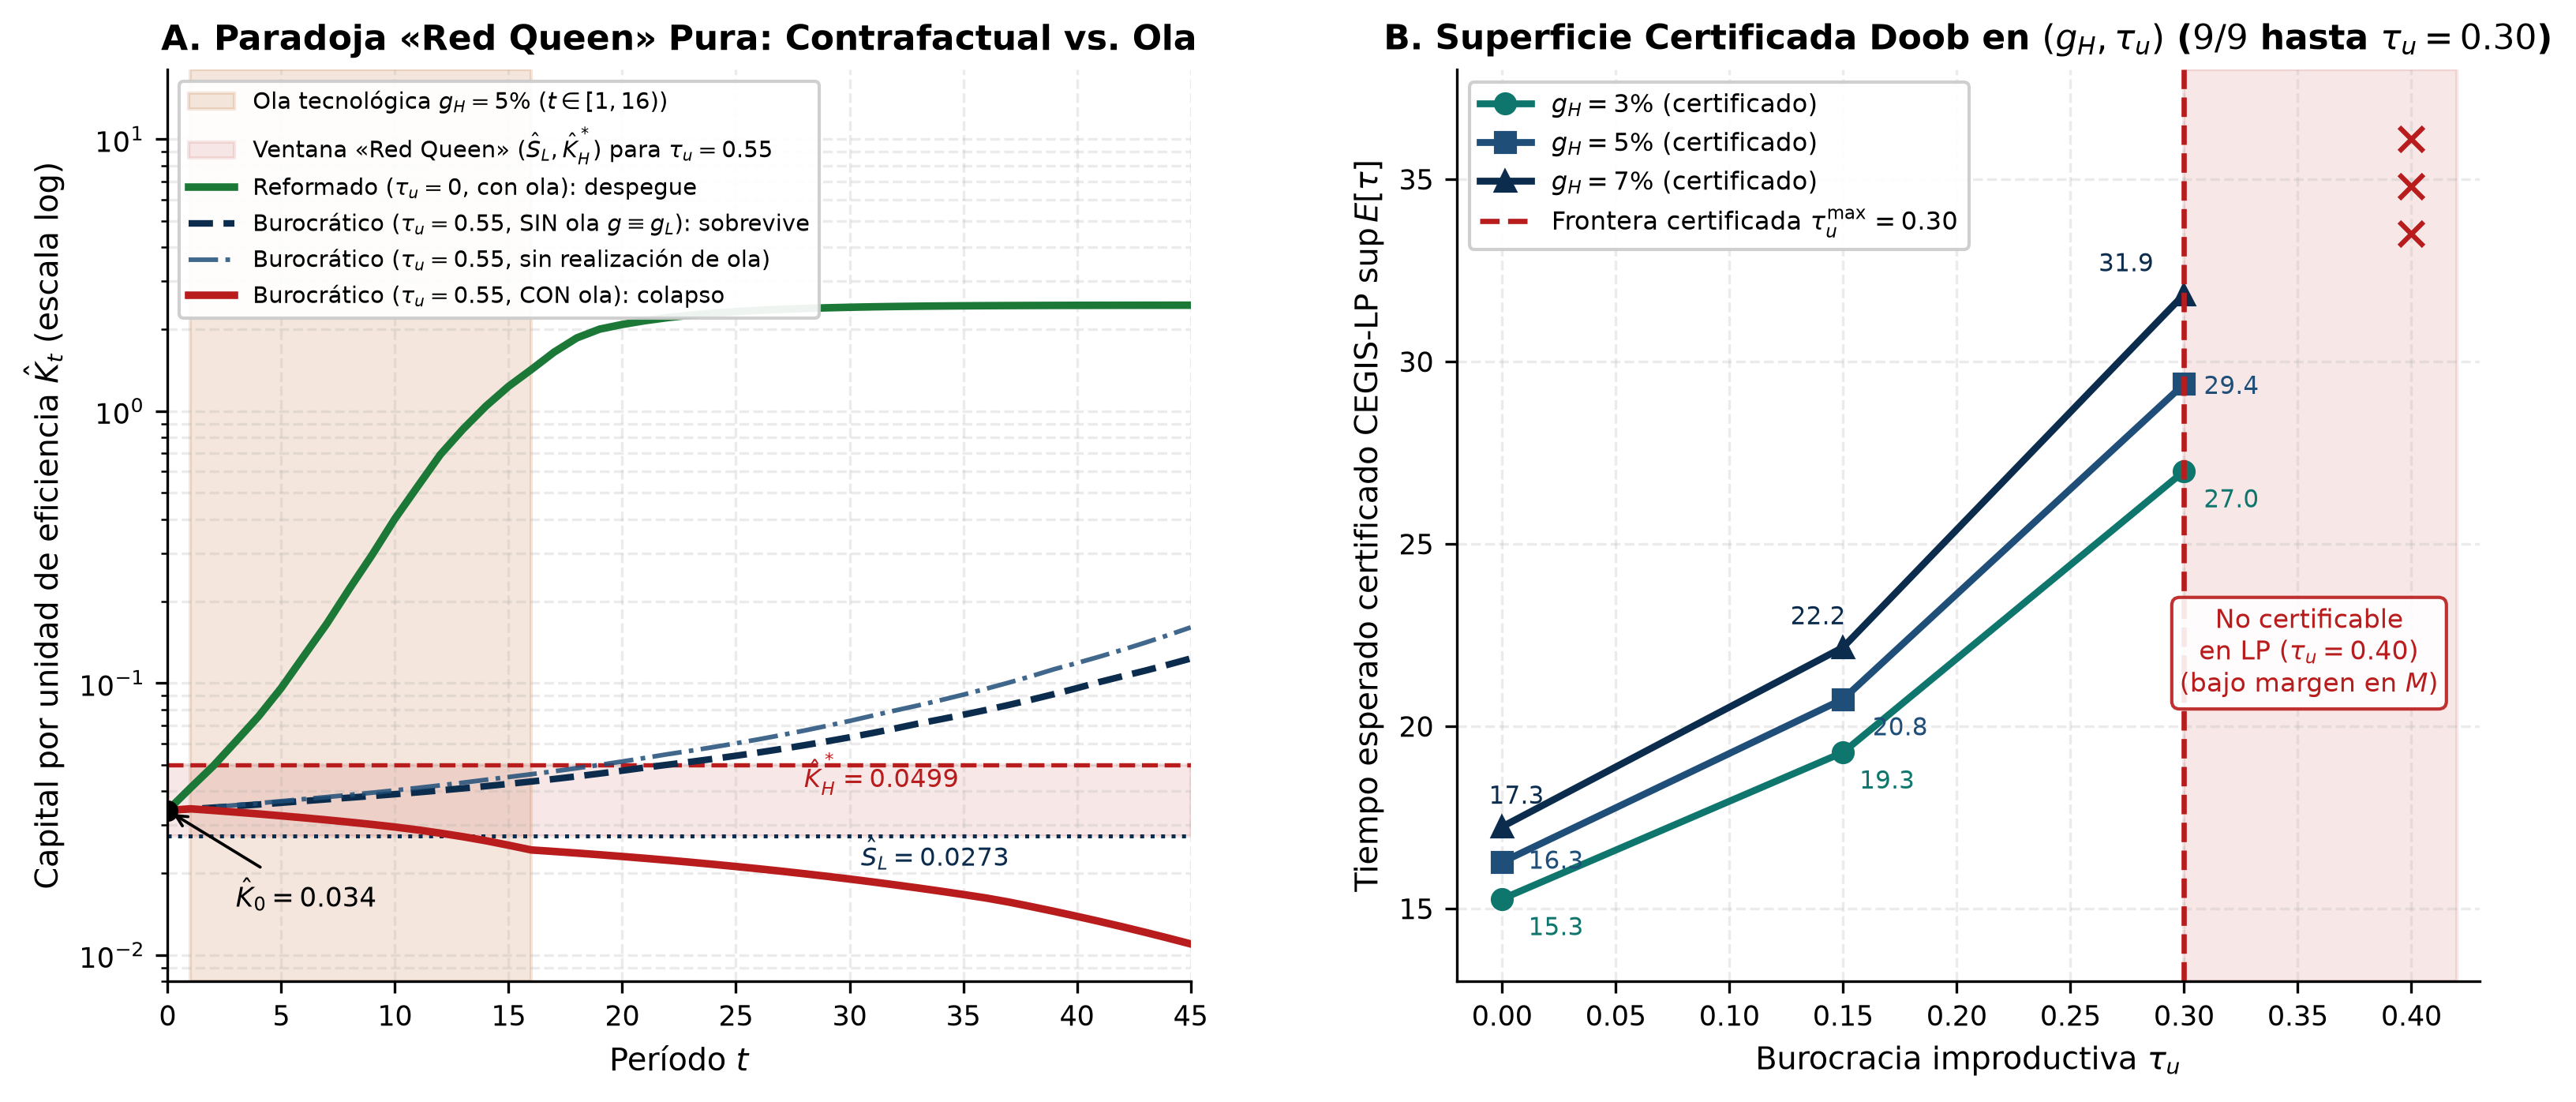 A. Paradoja «Red Queen» Pura: Contrafactual vs. Ola
Ola tecnológica g_H = 5% (t ∈ [1, 16))
Ventana «Red Queen» (Ŝ_L, K̂*_H) para τ_u = 0.55
Reformado (τ_u = 0, con ola): despegue
Burocrático (τ_u = 0.55, SIN ola g ≡ g_L): sobrevive
Burocrático (τ_u = 0.55, sin realización de ola)
Burocrático (τ_u = 0.55, CON ola): colapso
Capital por unidad de eficiencia K̂_t (escala log)
10¹
10⁰
10⁻¹
10⁻²
K̂*_H = 0.0499
Ŝ_L = 0.0273
K̂_0 = 0.034
0 5 10 15 20 25 30 35 40 45
Período t
B. Superficie Certificada Doob en (g_H, τ_u) (9/9 hasta τ_u = 0.30)
g_H = 3% (certificado)
g_H = 5% (certificado)
g_H = 7% (certificado)
Frontera certificada τ_u^max = 0.30
Tiempo esperado certificado CEGIS-LP sup E[τ]
35
30
25
20
15
31.9
29.4
27.0
22.2
20.8
19.3
17.3
16.3
15.3
No certificable
en LP (τ_u = 0.40)
(bajo margen en M)
0.00 0.05 0.10 0.15 0.20 0.25 0.30 0.35 0.40
Burocracia improductiva τ_u